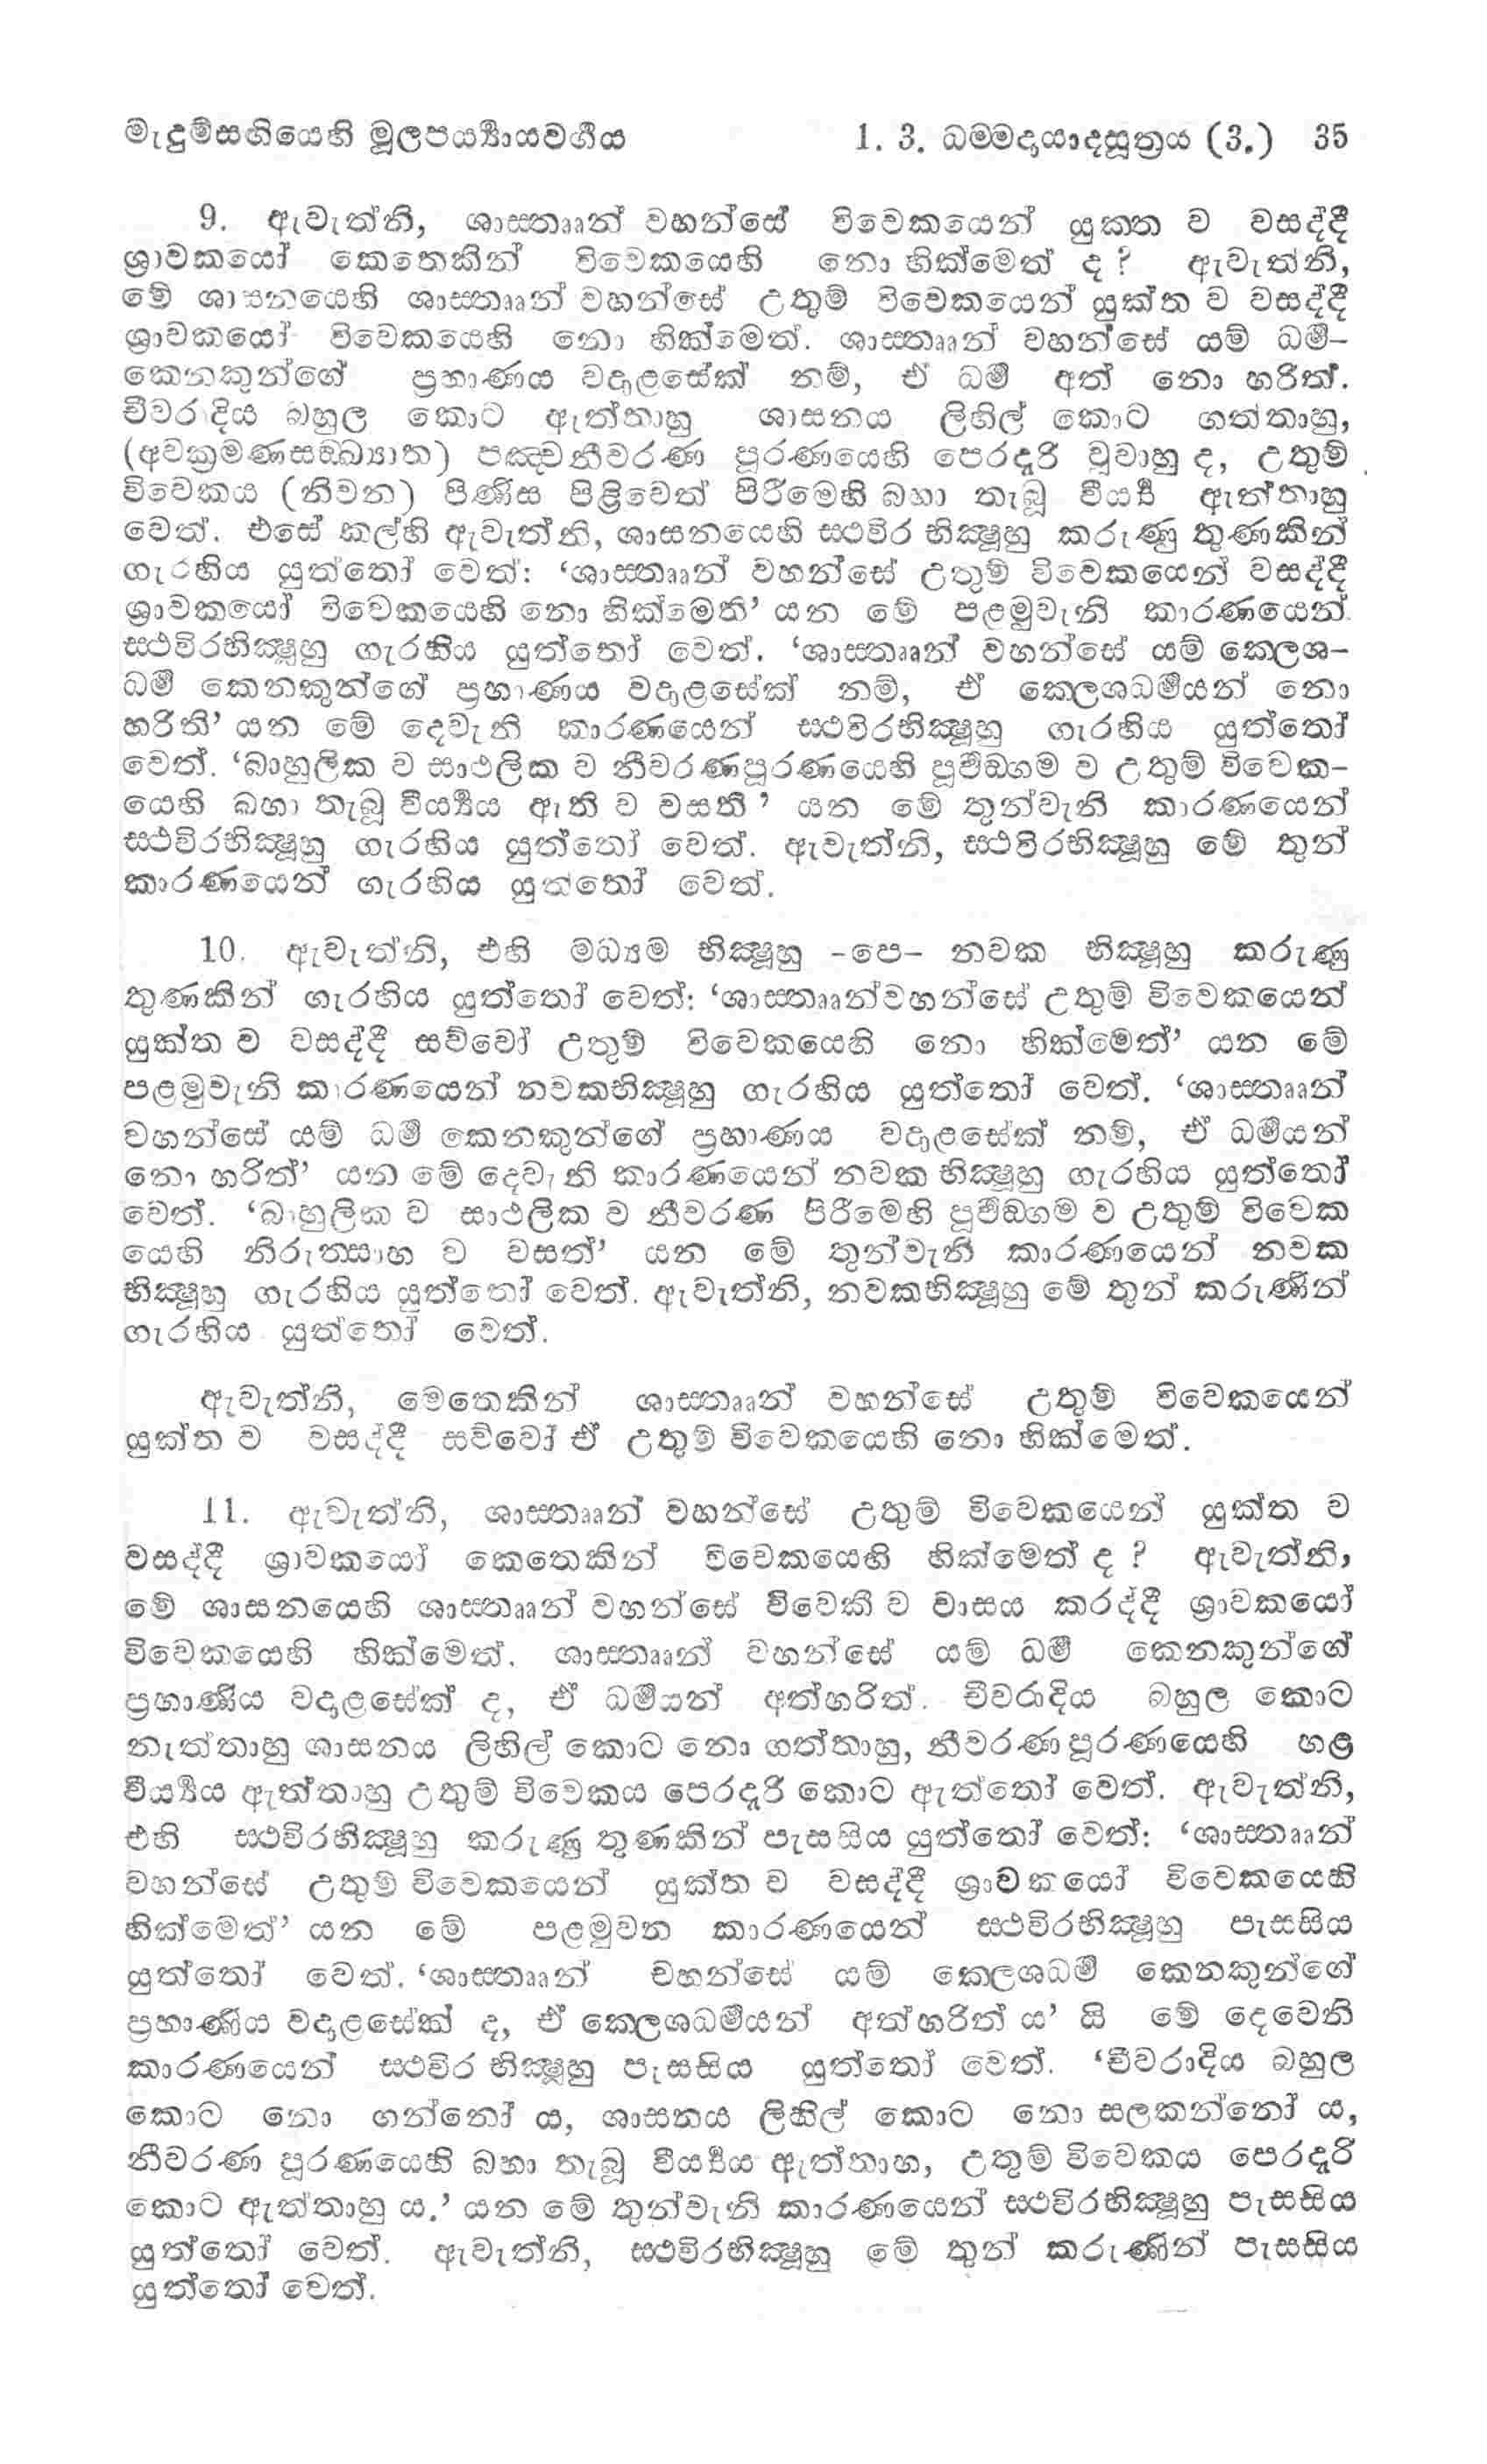 මැදුම්සඟියෙහි මූලපර්‍ය්‍යායවර්‍ගය 1. 3. ධම්මදායාදසූත්‍රය (3.) 35
9. ඇවැත්නි, ශාස්තෲන් වහන්සේ විවෙකයෙන් යුක්ත ව වසද්දී
ශ්‍රාවකයෝ කෙතෙකින් විවෙකයෙහි නො හික්මෙත් ද? ඇවැත්නි,
මේ ශාසනයෙහි ශාස්තෲන් වහන්සේ උතුම් විවෙකයෙන් යුක්ත ව වසද්දී
ශ්‍රාවකයෝ විවෙකයෙහි නො හික්මෙත්. ශාස්තෲන් වහන්සේ යම් ධර්‍ම-
කෙනකුන්ගේ ප්‍රහාණය වදාළසේක් නම්, ඒ ධර්‍ම අත් නො හරිත්.
චීවරාදිය බහුල කොට ඇත්තාහු ශාසනය ලිහිල් කොට ගත්තාහු,
(අවක්‍රමණසඞ්ඛ්‍යාත) පඤ්චනීවරණ පූරණයෙහි පෙරදැරි වූවාහු ද, උතුම්
විවෙකය (නිවන) පිණිස පිළිවෙත් පිරීමෙහි බහා තැබූ වීර්‍ය්‍ය ඇත්තාහු
වෙත්. එසේ කල්හි ඇවැත්නි, ශාසනයෙහි ස්ථවිර භික්‍ෂූහු කරුණු තුණකින්
ගැරහිය යුත්තෝ වෙත්: ‘ශාස්තෲන් වහන්සේ උතුම් විවෙකයෙන් වසද්දී
ශ්‍රාවකයෝ විවෙකයෙහි නො හික්මෙති’ යන මේ පළමුවැනි කාරණයෙන්
ස්ථවිරභික්‍ෂූහු ගැරහිය යුත්තෝ වෙත්. ‘ශාස්තෲන් වහන්සේ යම් ක්ලෙශ-
ධර්‍ම කෙනකුන්ගේ ප්‍රහාණය වදාළසේක් නම්, ඒ ක්ලෙශධර්‍මයන් නො
හරිති’ යන මේ දෙවැනි කාරණයෙන් ස්ථවිරභික්‍ෂූහු ගැරහිය යුත්තෝ
වෙත්. ‘බාහුලික ව සාථලික ව නීවරණපූරණයෙහි පූර්‍වඞ්ගම ව උතුම් විවෙක-
යෙහි බහා තැබූ වීර්‍ය්‍යය ඇති ව වසති’ යන මේ තුන්වැනි කාරණයෙන්
ස්ථවිරභික්‍ෂූහු ගැරහිය යුත්තෝ වෙත්. ඇවැත්නි, ස්ථවිරභික්‍ෂූහු මේ තුන්
කාරණයෙන් ගැරහිය යුත්තෝ වෙත්.
10. ඇවැත්නි, එහි මධ්‍යම භික්‍ෂූහු -පෙ- නවක භික්‍ෂූහු කරුණු
තුණකින් ගැරහිය යුත්තෝ වෙත්: ‘ශාස්තෲන්වහන්සේ උතුම් විවෙකයෙන්
යුක්ත ව වසද්දී සව්වෝ උතුම් විවෙකයෙහි නො හික්මෙත්’ යන මේ
පළමුවැනි කාරණයෙන් නවකභික්‍ෂූහු ගැරහිය යුත්තෝ වෙත්. ‘ශාස්තෲන්
වහන්සේ යම් ධර්‍ම කෙනකුන්ගේ ප්‍රහාණය වදාළසේක් නම්, ඒ ධර්‍මයන්
නො හරිත්’ යන මේ දෙවැනි කාරණයෙන් නවක භික්‍ෂූහු ගැරහිය යුත්තෝ
වෙත්. ‘බාහුලික ව සාථලික ව නීවරණ පිරීමෙහි පූර්‍වඞ්ගම ව උතුම් විවෙක
යෙහි නිරුත්සාහ ව වසත්’ යන මේ තුන්වැනි කාරණයෙන් නවක
භික්‍ෂූහු ගැරහිය යුත්තෝ වෙත්. ඇවැත්නි, නවකභික්‍ෂූහු මේ තුන් කරුණින්
ගැරහිය යුත්තෝ වෙත්.
ඇවැත්නි, මෙතෙකින් ශාස්තෲන් වහන්සේ උතුම් විවෙකයෙන්
යුක්ත ව වසද්දී සව්වෝ ඒ උතුම් විවෙකයෙහි නො හික්මෙත්.
11. ඇවැත්නි, ශාස්තෲන් වහන්සේ උතුම් විවෙකයෙන් යුක්ත ව
වසද්දී ශ්‍රාවකයෝ කෙතෙකින් විවෙකයෙහි හික්මෙත් ද? ඇවැත්නි,
මේ ශාසනයෙහි ශාස්තෲන් වහන්සේ විවෙකී ව වාසය කරද්දී ශ්‍රාවකයෝ
විවෙකයෙහි හික්මෙත්. ශාස්තෲන් වහන්සේ යම් ධර්‍ම කෙනකුන්ගේ
ප්‍රහාණිය වදාළසේක් ද, ඒ ධර්‍මයන් අත්හරිත්. චීවරාදිය බහුල කොට
නැත්තාහු ශාසනය ලිහිල් කොට නො ගත්තාහු, නීවරණ පූරණයෙහි හළ
වීර්‍ය්‍යය ඇත්තාහු උතුම් විවෙකය පෙරදැරි කොට ඇත්තෝ වෙත්. ඇවැත්නි,
එහි ස්ථවිරභික්‍ෂූහු කරුණු තුණකින් පැසසිය යුත්තෝ වෙත්: ‘ශාස්තෲන්
වහන්සේ උතුම් විවෙකයෙන් යුක්ත ව වසද්දී ශ්‍රාවකයෝ විවෙකයෙහි
හික්මෙත්’ යන මේ පළමුවන කාරණයෙන් ස්ථවිරභික්‍ෂූහු පැසසිය
යුත්තෝ වෙත්. ‘ශාස්තෲන් වහන්සේ යම් ක්ලෙශධර්‍ම කෙනකුන්ගේ
ප්‍රහාණිය වදාළසේක් ද, ඒ ක්ලෙශධර්‍මයන් අත්හරිත් ය’ යි මේ දෙවෙනි
කාරණයෙන් ස්ථවිර භික්‍ෂූහු පැසසිය යුත්තෝ වෙත්. ‘චීවරාදිය බහුල
කොට නො ගන්නෝ ය, ශාසනය ලිහිල් කොට නො සලකන්නෝ ය,
නීවරණ පූරණයෙහි බහා තැබූ වීර්‍ය්‍යය ඇත්තාහ, උතුම් විවෙකය පෙරදැරි
කොට ඇත්තාහු ය.’ යන මේ තුන්වැනි කාරණයෙන් ස්ථවිරභික්‍ෂූහු පැසසිය
යුත්තෝ වෙත්. ඇවැත්නි, ස්ථවිරභික්‍ෂූහු මේ තුන් කරුණින් පැසසිය
යුත්තෝ වෙත්.